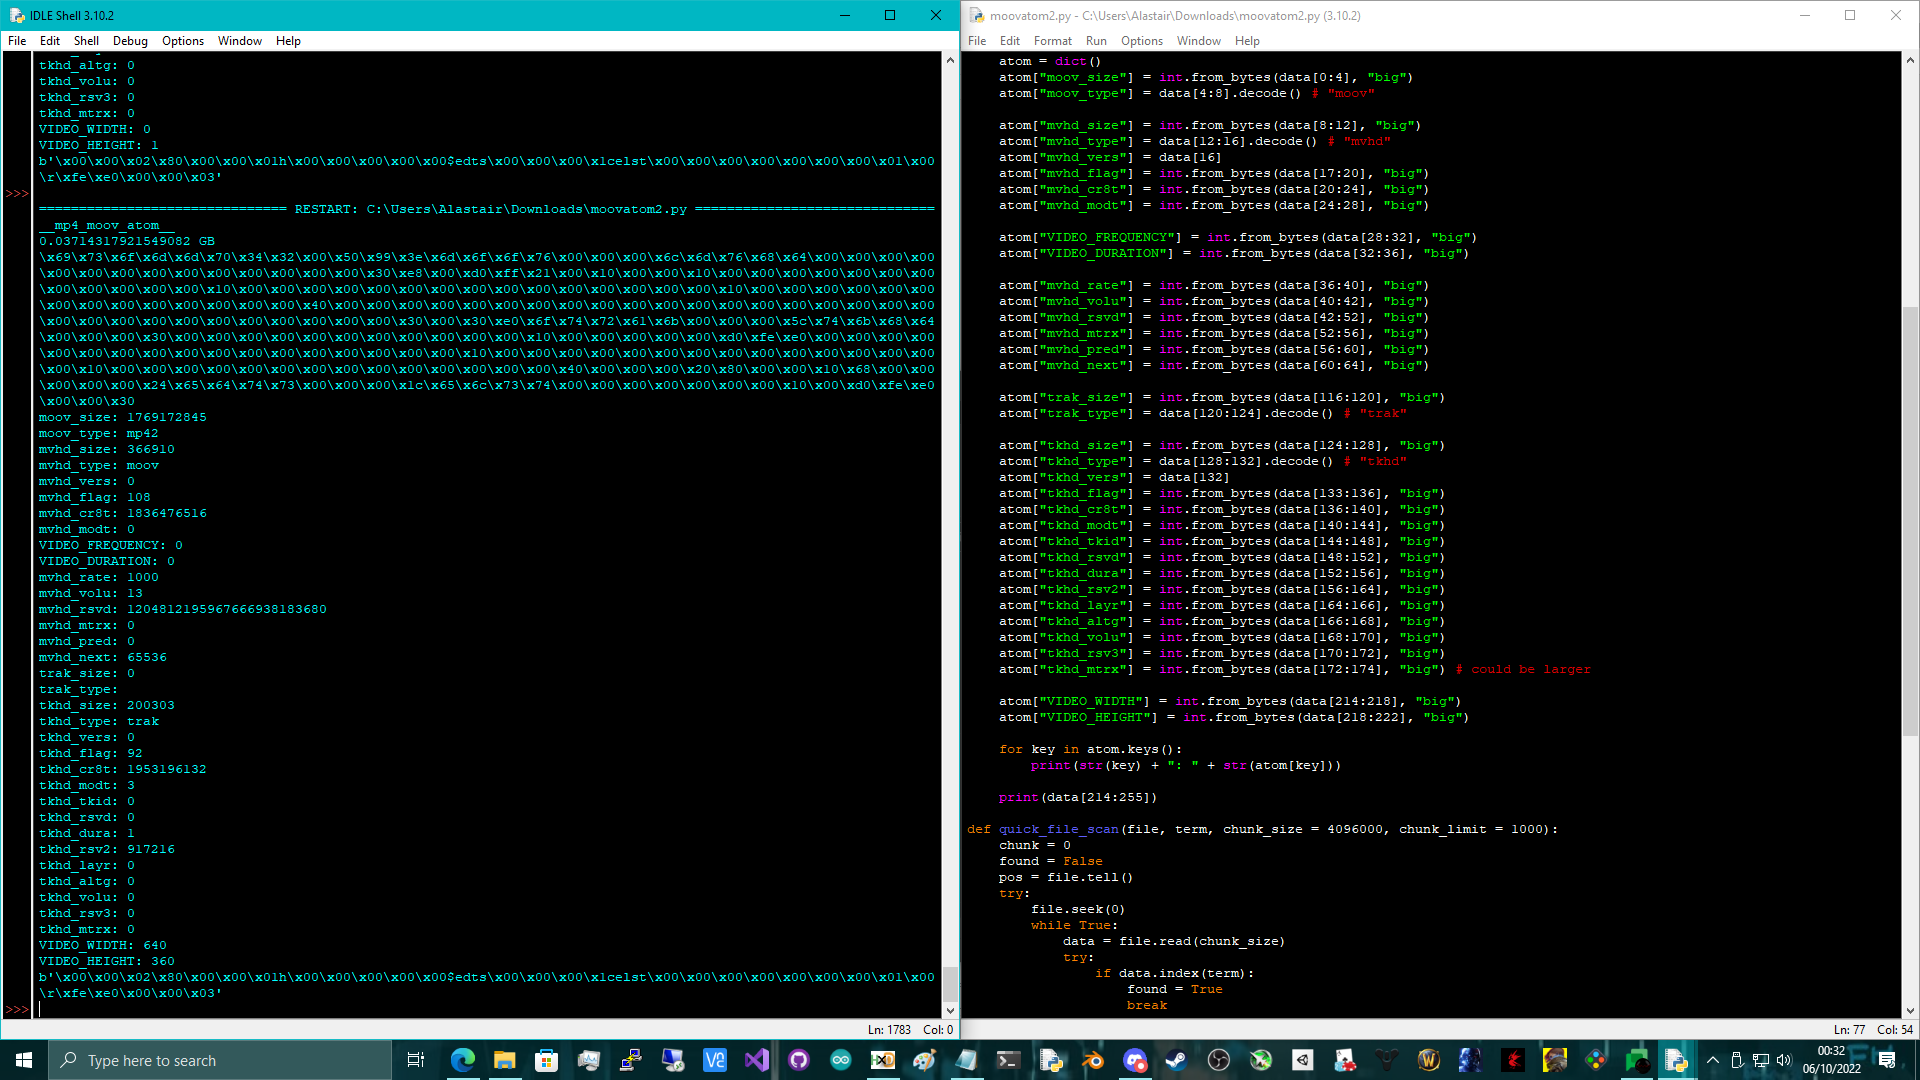 IDLE Shell 3.10.2
File Edit Shell Debug Options Window Help
tkhd_altg: 0
tkhd_volu: 0
tkhd_rsv3: 0
tkhd_mtrx: 0
VIDEO_WIDTH: 0
VIDEO_HEIGHT: 1
b'\x00\x00\x02\x80\x00\x00\x01h\x00\x00\x00\x00\x00$edts\x00\x00\x00\x1celst\x00\x00\x00\x00\x00\x00\x00\x01\x00
\r\xfe\xe0\x00\x00\x03'
>>>
=============================== RESTART: C:\Users\Alastair\Downloads\moovatom2.py ==============================
__mp4_moov_atom__
0.03714317921549082 GB
\x69\x73\x6f\x6d\x6d\x70\x34\x32\x00\x50\x99\x3e\x6d\x6f\x6f\x76\x00\x00\x00\x6c\x6d\x76\x68\x64\x00\x00\x00\x00
\x00\x00\x00\x00\x00\x00\x00\x00\x00\x00\x30\xe8\x00\xd0\xff\x21\x00\x10\x00\x00\x10\x00\x00\x00\x00\x00\x00\x00
\x00\x00\x00\x00\x10\x00\x00\x00\x00\x00\x00\x00\x00\x00\x00\x00\x00\x00\x00\x10\x00\x00\x00\x00\x00\x00\x00\x00
\x00\x00\x00\x00\x00\x00\x00\x00\x40\x00\x00\x00\x00\x00\x00\x00\x00\x00\x00\x00\x00\x00\x00\x00\x00\x00\x00\x00
\x00\x00\x00\x00\x00\x00\x00\x00\x00\x00\x30\x00\x30\xe0\x6f\x74\x72\x61\x6b\x00\x00\x00\x5c\x74\x6b\x68\x64
\x00\x00\x00\x30\x00\x00\x00\x00\x00\x00\x00\x00\x00\x00\x00\x10\x00\x00\x00\x00\x00\xd0\xfe\xe0\x00\x00\x00\x00
\x00\x00\x00\x00\x00\x00\x00\x00\x00\x00\x00\x00\x10\x00\x00\x00\x00\x00\x00\x00\x00\x00\x00\x00\x00\x00\x00\x00
\x00\x10\x00\x00\x00\x00\x00\x00\x00\x00\x00\x00\x00\x00\x00\x40\x00\x00\x00\x20\x80\x00\x00\x10\x68\x00\x00
\x00\x00\x00\x24\x65\x64\x74\x73\x00\x00\x00\x1c\x65\x6c\x73\x74\x00\x00\x00\x00\x00\x00\x00\x10\x00\xd0\xfe\xe0
\x00\x00\x30
moov_size: 1769172845
moov_type: mp42
mvhd_size: 366910
mvhd_type: moov
mvhd_vers: 0
mvhd_flag: 108
mvhd_cr8t: 1836476516
mvhd_modt: 0
VIDEO_FREQUENCY: 0
VIDEO_DURATION: 0
mvhd_rate: 1000
mvhd_volu: 13
mvhd_rsvd: 1204812195967666938183680
mvhd_mtrx: 0
mvhd_pred: 0
mvhd_next: 65536
trak_size: 0
trak_type:
tkhd_size: 200303
tkhd_type: trak
tkhd_vers: 0
tkhd_flag: 92
tkhd_cr8t: 1953196132
tkhd_modt: 3
tkhd_tkid: 0
tkhd_rsvd: 0
tkhd_dura: 1
tkhd_rsv2: 917216
tkhd_layr: 0
tkhd_altg: 0
tkhd_volu: 0
tkhd_rsv3: 0
tkhd_mtrx: 0
VIDEO_WIDTH: 640
VIDEO_HEIGHT: 360
b'\x00\x00\x02\x80\x00\x00\x01h\x00\x00\x00\x00\x00$edts\x00\x00\x00\x1celst\x00\x00\x00\x00\x00\x00\x00\x01\x00
\r\xfe\xe0\x00\x00\x03'
>>>
Ln: 1783 Col: 0
moovatom2.py - C:\Users\Alastair\Downloads\moovatom2.py (3.10.2)
File Edit Format Run Options Window Help
atom = dict()
atom["moov_size"] = int.from_bytes(data[0:4], "big")
atom["moov_type"] = data[4:8].decode() # "moov"
atom["mvhd_size"] = int.from_bytes(data[8:12], "big")
atom["mvhd_type"] = data[12:16].decode() # "mvhd"
atom["mvhd_vers"] = data[16]
atom["mvhd_flag"] = int.from_bytes(data[17:20], "big")
atom["mvhd_cr8t"] = int.from_bytes(data[20:24], "big")
atom["mvhd_modt"] = int.from_bytes(data[24:28], "big")
atom["VIDEO_FREQUENCY"] = int.from_bytes(data[28:32], "big")
atom["VIDEO_DURATION"] = int.from_bytes(data[32:36], "big")
atom["mvhd_rate"] = int.from_bytes(data[36:40], "big")
atom["mvhd_volu"] = int.from_bytes(data[40:42], "big")
atom["mvhd_rsvd"] = int.from_bytes(data[42:52], "big")
atom["mvhd_mtrx"] = int.from_bytes(data[52:56], "big")
atom["mvhd_pred"] = int.from_bytes(data[56:60], "big")
atom["mvhd_next"] = int.from_bytes(data[60:64], "big")
atom["trak_size"] = int.from_bytes(data[116:120], "big")
atom["trak_type"] = data[120:124].decode() # "trak"
atom["tkhd_size"] = int.from_bytes(data[124:128], "big")
atom["tkhd_type"] = data[128:132].decode() # "tkhd"
atom["tkhd_vers"] = data[132]
atom["tkhd_flag"] = int.from_bytes(data[133:136], "big")
atom["tkhd_cr8t"] = int.from_bytes(data[136:140], "big")
atom["tkhd_modt"] = int.from_bytes(data[140:144], "big")
atom["tkhd_tkid"] = int.from_bytes(data[144:148], "big")
atom["tkhd_rsvd"] = int.from_bytes(data[148:152], "big")
atom["tkhd_dura"] = int.from_bytes(data[152:156], "big")
atom["tkhd_rsv2"] = int.from_bytes(data[156:164], "big")
atom["tkhd_layr"] = int.from_bytes(data[164:166], "big")
atom["tkhd_altg"] = int.from_bytes(data[166:168], "big")
atom["tkhd_volu"] = int.from_bytes(data[168:170], "big")
atom["tkhd_rsv3"] = int.from_bytes(data[170:172], "big")
atom["tkhd_mtrx"] = int.from_bytes(data[172:174], "big") # could be larger
atom["VIDEO_WIDTH"] = int.from_bytes(data[214:218], "big")
atom["VIDEO_HEIGHT"] = int.from_bytes(data[218:222], "big")
for key in atom.keys():
print(str(key) + ": " + str(atom[key]))
print(data[214:255])
def quick_file_scan(file, term, chunk_size = 4096000, chunk_limit = 1000):
chunk = 0
found = False
pos = file.tell()
try:
file.seek(0)
while True:
data = file.read(chunk_size)
try:
if data.index(term):
found = True
break
Ln: 77 Col: 54
Type here to search
00:32
06/10/2022